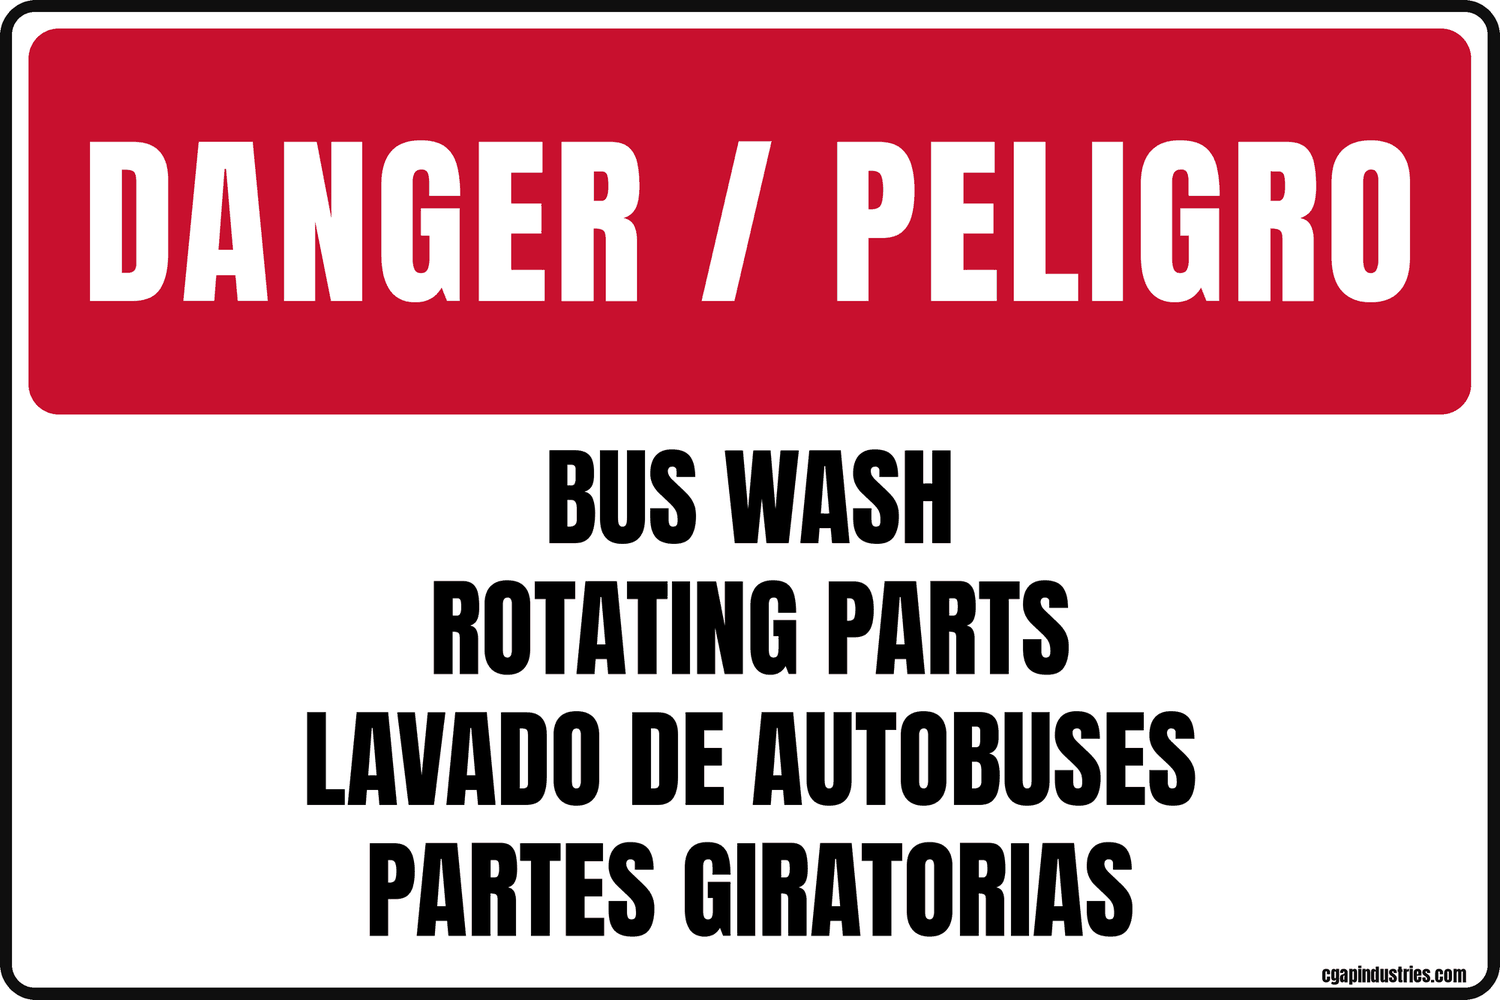 DANGER / PELIGRO
BUS WASH
ROTATING PARTS
LAVADO DE AUTOBUSES
PARTES GIRATORIAS
cgapindustries.com